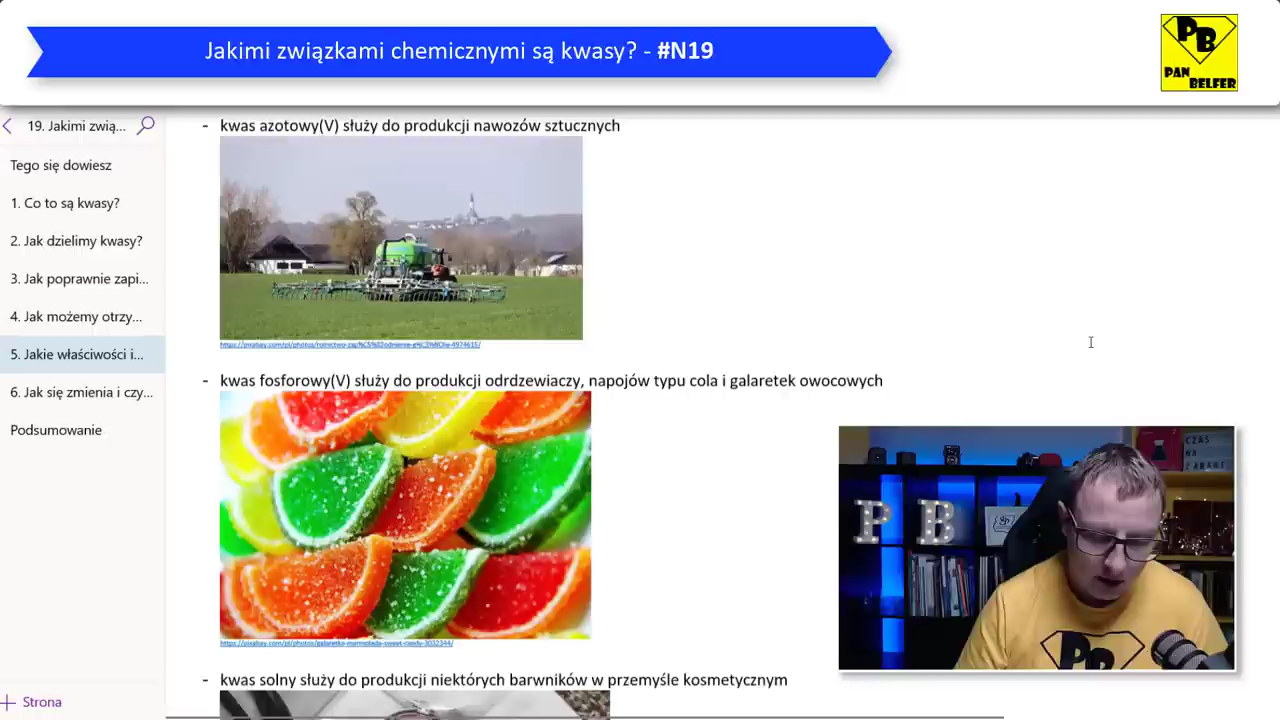 Jakimi związkami chemicznymi są kwasy? - #N19
PB
PAN
BELFER
19. Jakimi zwią...
Tego się dowiesz
1. Co to są kwasy?
2. Jak dzielimy kwasy?
3. Jak poprawnie zapi...
4. Jak możemy otrzy...
5. Jakie właściwości i...
6. Jak się zmienia i czy...
Podsumowanie
Strona
- kwas azotowy(V) służy do produkcji nawozów sztucznych
- kwas fosforowy(V) służy do produkcji odrdzewiaczy, napojów typu cola i galaretek owocowych
- kwas solny służy do produkcji niektórych barwników w przemyśle kosmetycznym
CZAS
NA
P B
PB